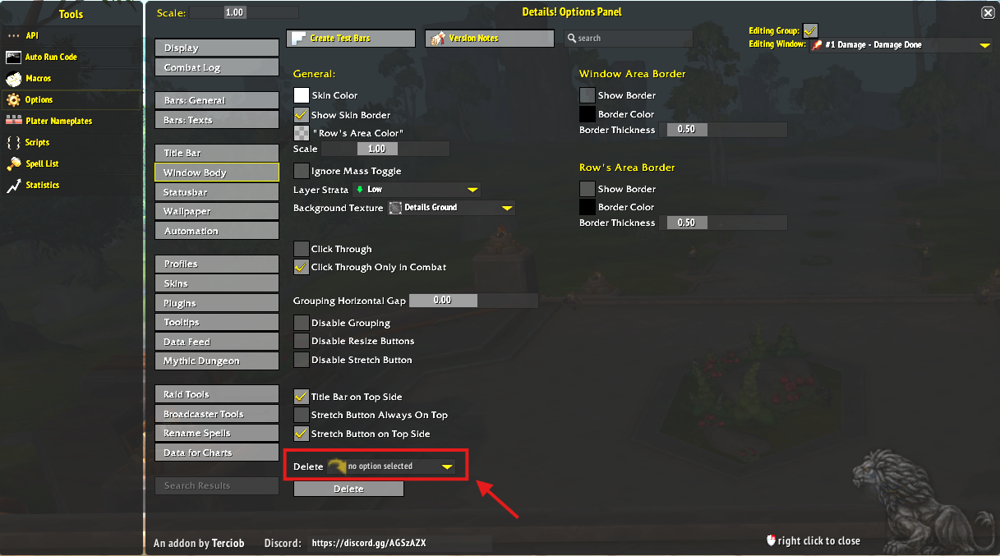 Tools
API
Auto Run Code
Macros
Options
Plater Nameplates
Scripts
Spell List
Statistics
Scale: 1.00
Details! Options Panel
Create Test Bars
Version Notes
search
Editing Group:
Editing Window: #1 Damage - Damage Done
Display
Combat Log
Bars: General
Bars: Texts
Title Bar
Window Body
Statusbar
Wallpaper
Automation
Profiles
Skins
Plugins
Tooltips
Data Feed
Mythic Dungeon
Raid Tools
Broadcaster Tools
Rename Spells
Data for Charts
Search Results
General:
Skin Color
Show Skin Border
"Row's Area Color"
Scale 1.00
Ignore Mass Toggle
Layer Strata Low
Background Texture Details Ground
Click Through
Click Through Only in Combat
Grouping Horizontal Gap 0.00
Disable Grouping
Disable Resize Buttons
Disable Stretch Button
Title Bar on Top Side
Stretch Button Always On Top
Stretch Button on Top Side
Delete no option selected
Delete
Window Area Border
Show Border
Border Color
Border Thickness 0.50
Row's Area Border
Show Border
Border Color
Border Thickness 0.50
An addon by Terciob
Discord: https://discord.gg/AGSzAZX
right click to close